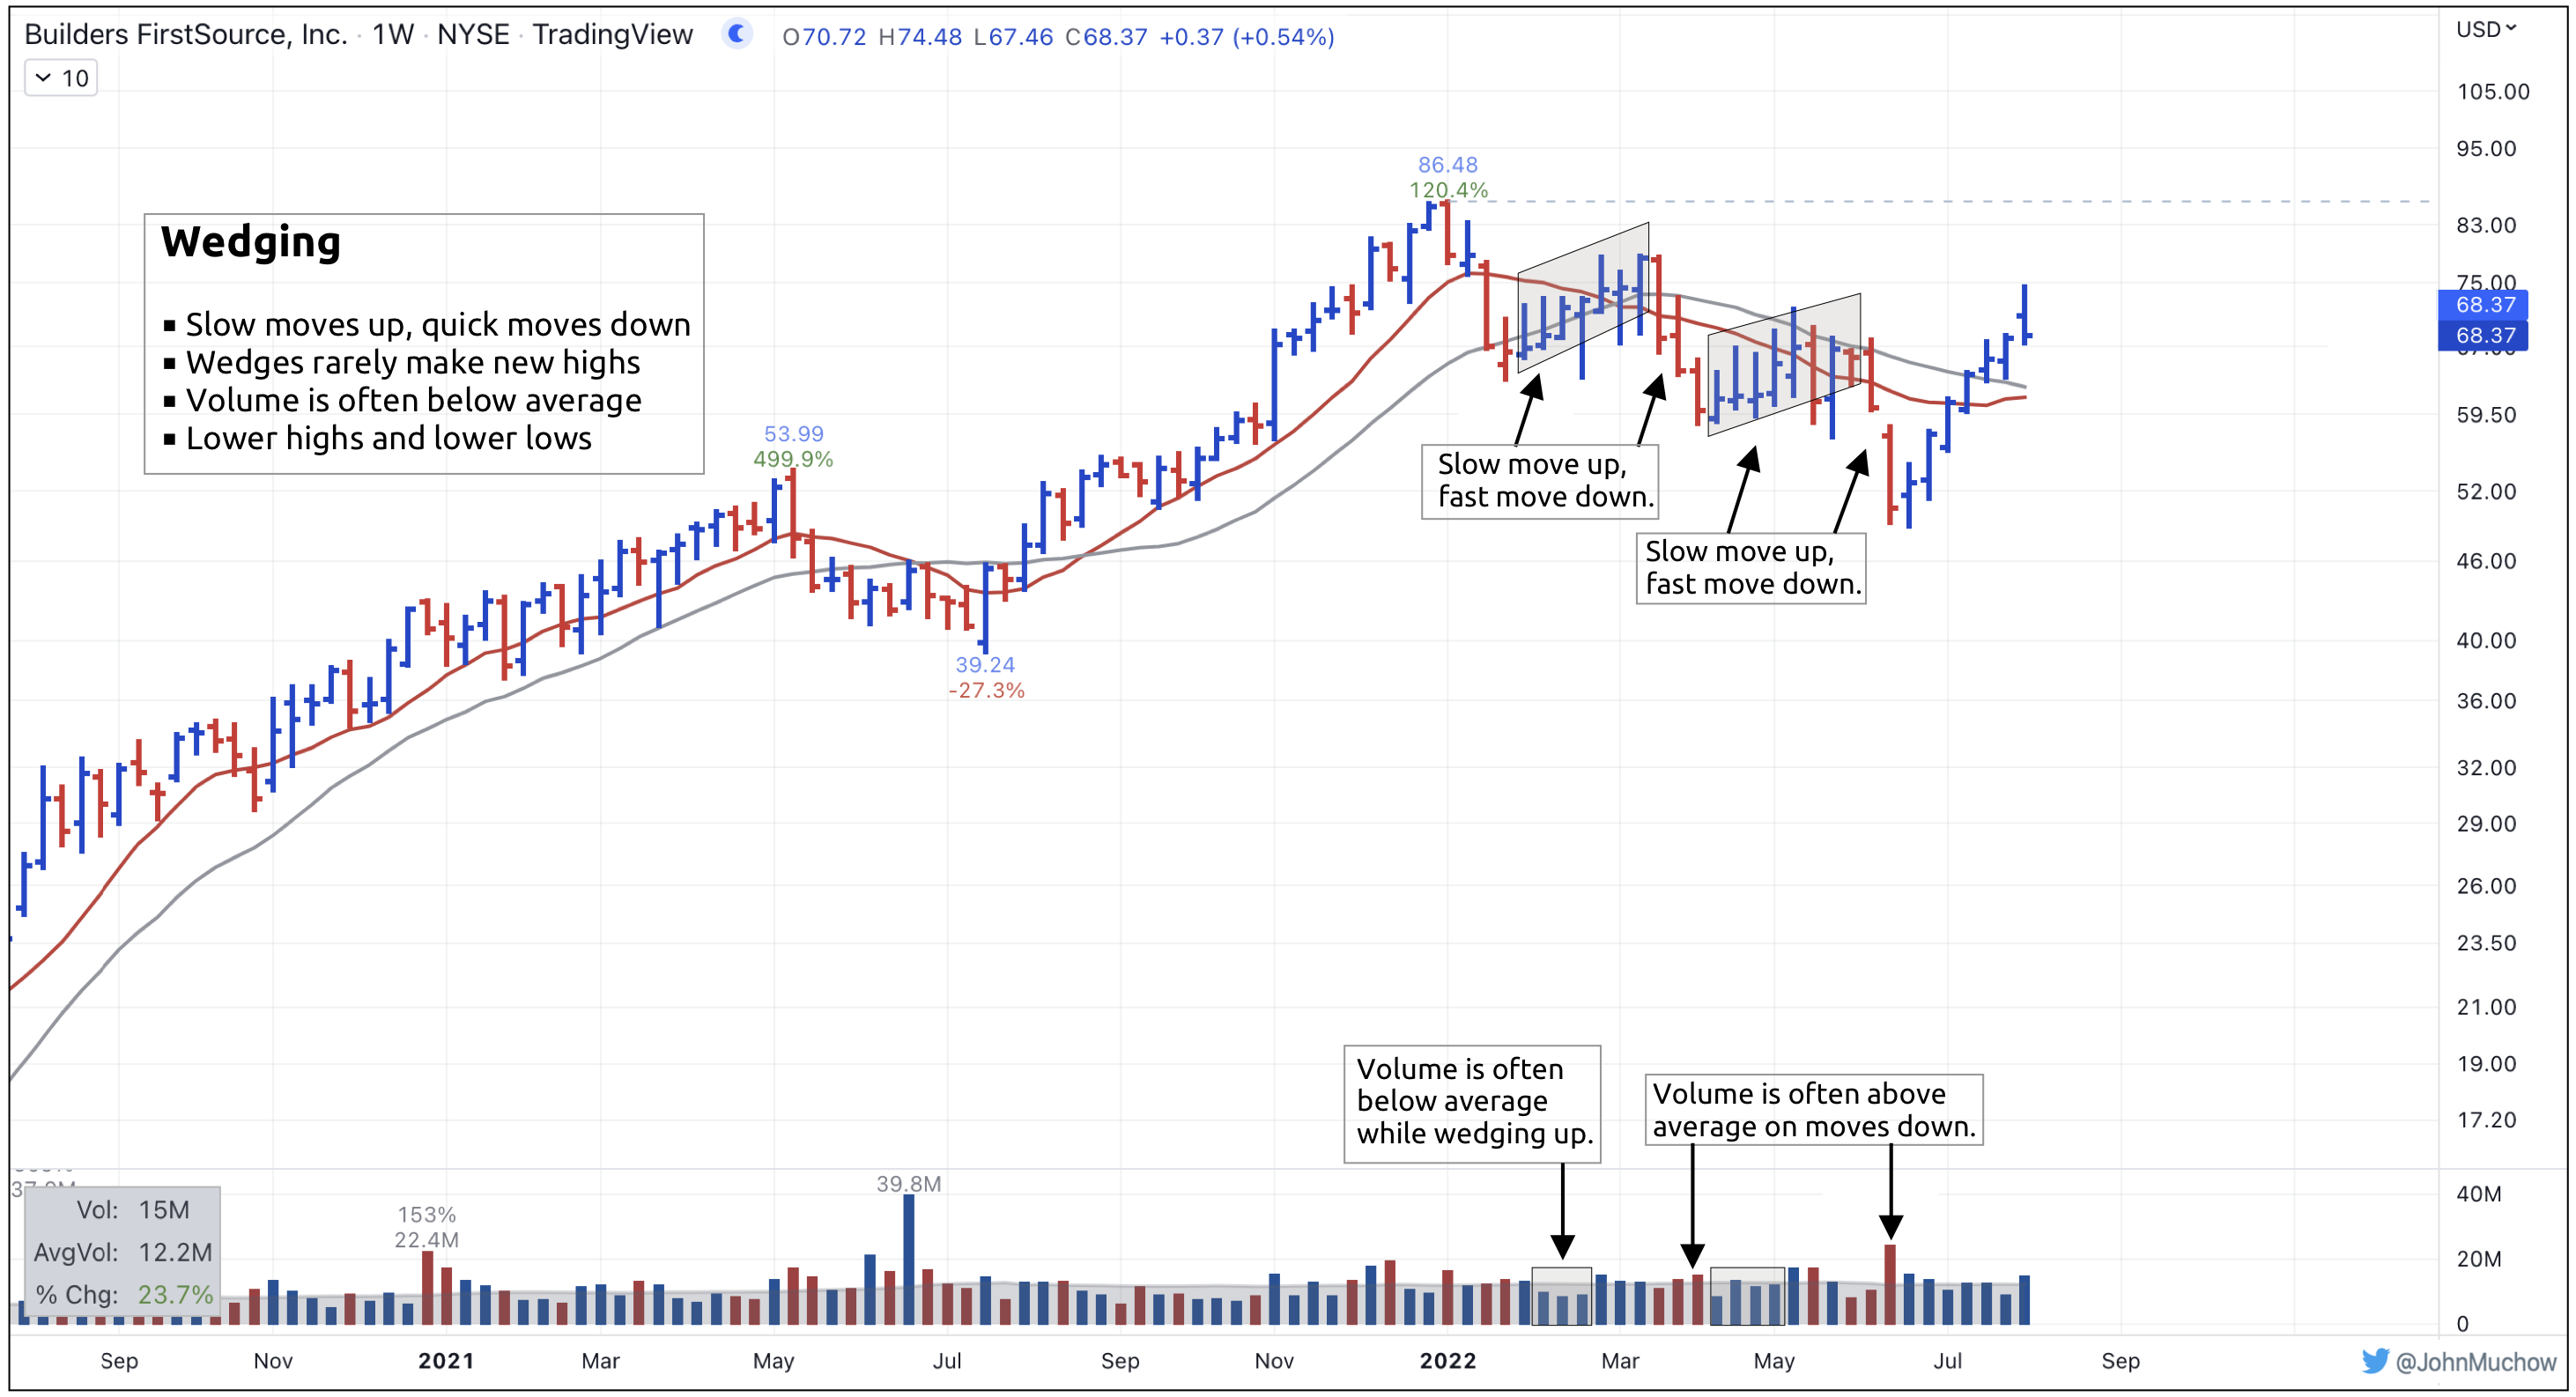 Builders FirstSource, Inc. · 1W · NYSE · TradingView O70.72 H74.48 L67.46 C68.37 +0.37 (+0.54%)
USD
10
105.00
95.00
86.48
120.4%
83.00
Wedging
▪ Slow moves up, quick moves down
▪ Wedges rarely make new highs
▪ Volume is often below average
▪ Lower highs and lower lows
75.00
68.37
68.37
53.99
499.9%
59.50
Slow move up,
fast move down.
52.00
Slow move up,
fast move down.
46.00
40.00
39.24
-27.3%
36.00
32.00
29.00
26.00
23.50
21.00
19.00
17.20
Volume is often
below average
while wedging up.
Volume is often above
average on moves down.
Vol: 15M
AvgVol: 12.2M
% Chg: 23.7%
153%
22.4M
39.8M
40M
20M
0
Sep Nov 2021 Mar May Jul Sep Nov 2022 Mar May Jul Sep
@JohnMuchow